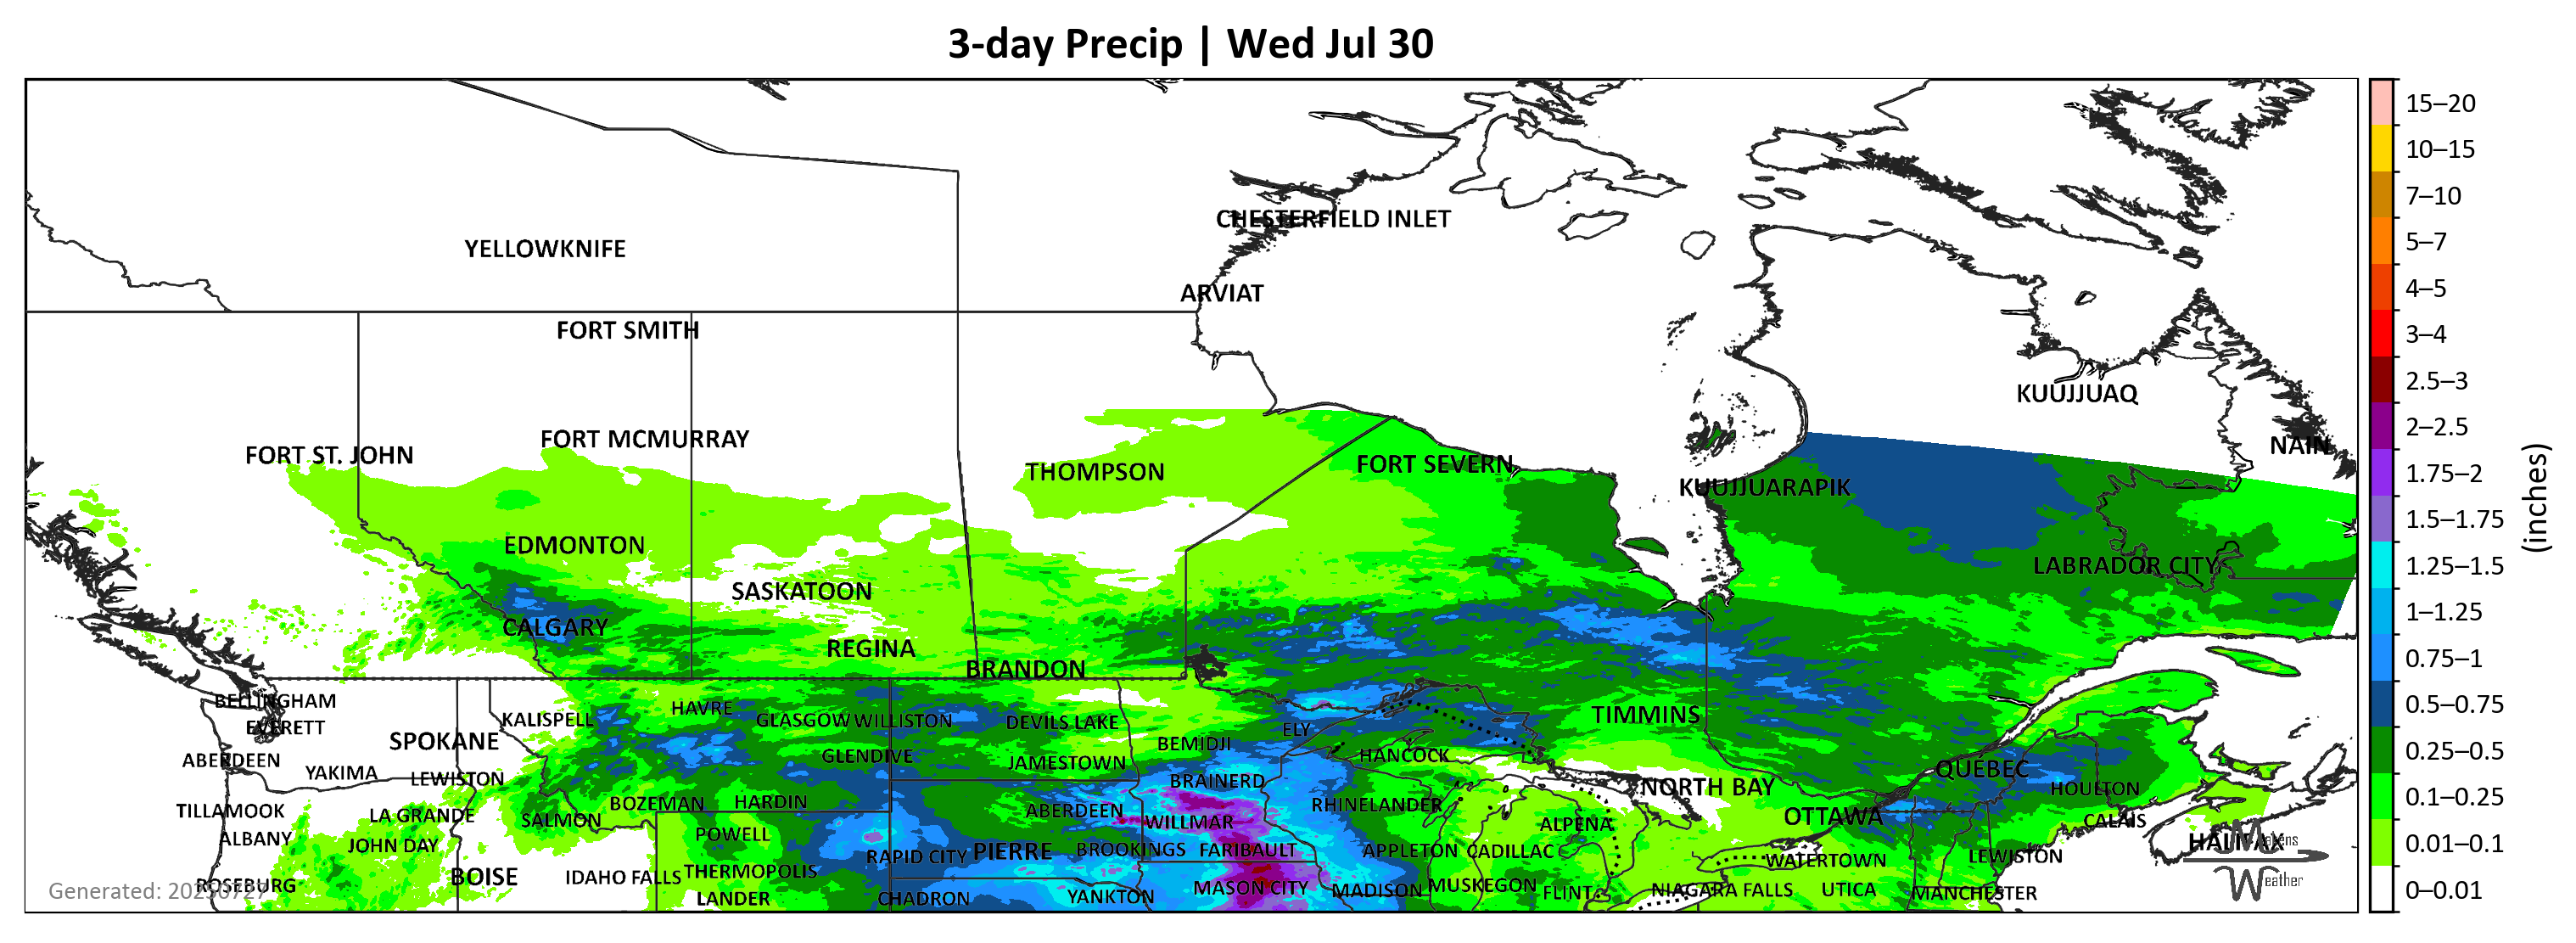 3-day Precip | Wed Jul 30
CHESTERFIELD INLET
YELLOWKNIFE
ARVIAT
FORT SMITH
KUUJJUAQ
FORT MCMURRAY
NAIN
FORT ST. JOHN
FORT SEVERN
THOMPSON
KUUJJUARAPIK
EDMONTON
LABRADOR CITY
SASKATOON
CALGARY
REGINA
BRANDON
BELLINGHAM
HAVRE
TIMMINS
KALISPELL
GLASGOW WILLISTON
DEVILS LAKE
EVERETT
ELY
SPOKANE
BEMIDJI
HANCOCK
GLENDIVE
ABERDEEN
JAMESTOWN
QUÉBEC
YAKIMA
LEWISTON
BRAINERD
NORTH BAY
HOULTON
BOZEMAN
HARDIN
RHINELANDER
TILLAMOOK
LA GRANDE
ABERDEEN
OTTAWA
SALMON
WILLMAR
CALAIS
ALPENA
POWELL
ALBANY
JOHN DAY
HALIFAX
Mavens
RAPID CITY
PIERRE
BROOKINGS
FARIBAULT
APPLETON
CADILLAC
WATERTOWN
LEWISTON
THERMOPOLIS
BOISE
IDAHO FALLS
Weather
ROSEBURG
MASON CITY
MADISON
MUSKEGON
FLINT
NIAGARA FALLS
UTICA
MANCHESTER
LANDER
CHADRON
YANKTON
Generated: 20250727
15–20
10–15
7–10
5–7
4–5
3–4
2.5–3
2–2.5
1.75–2
1.5–1.75
1.25–1.5
1–1.25
0.75–1
0.5–0.75
0.25–0.5
0.1–0.25
0.01–0.1
0–0.01
(inches)